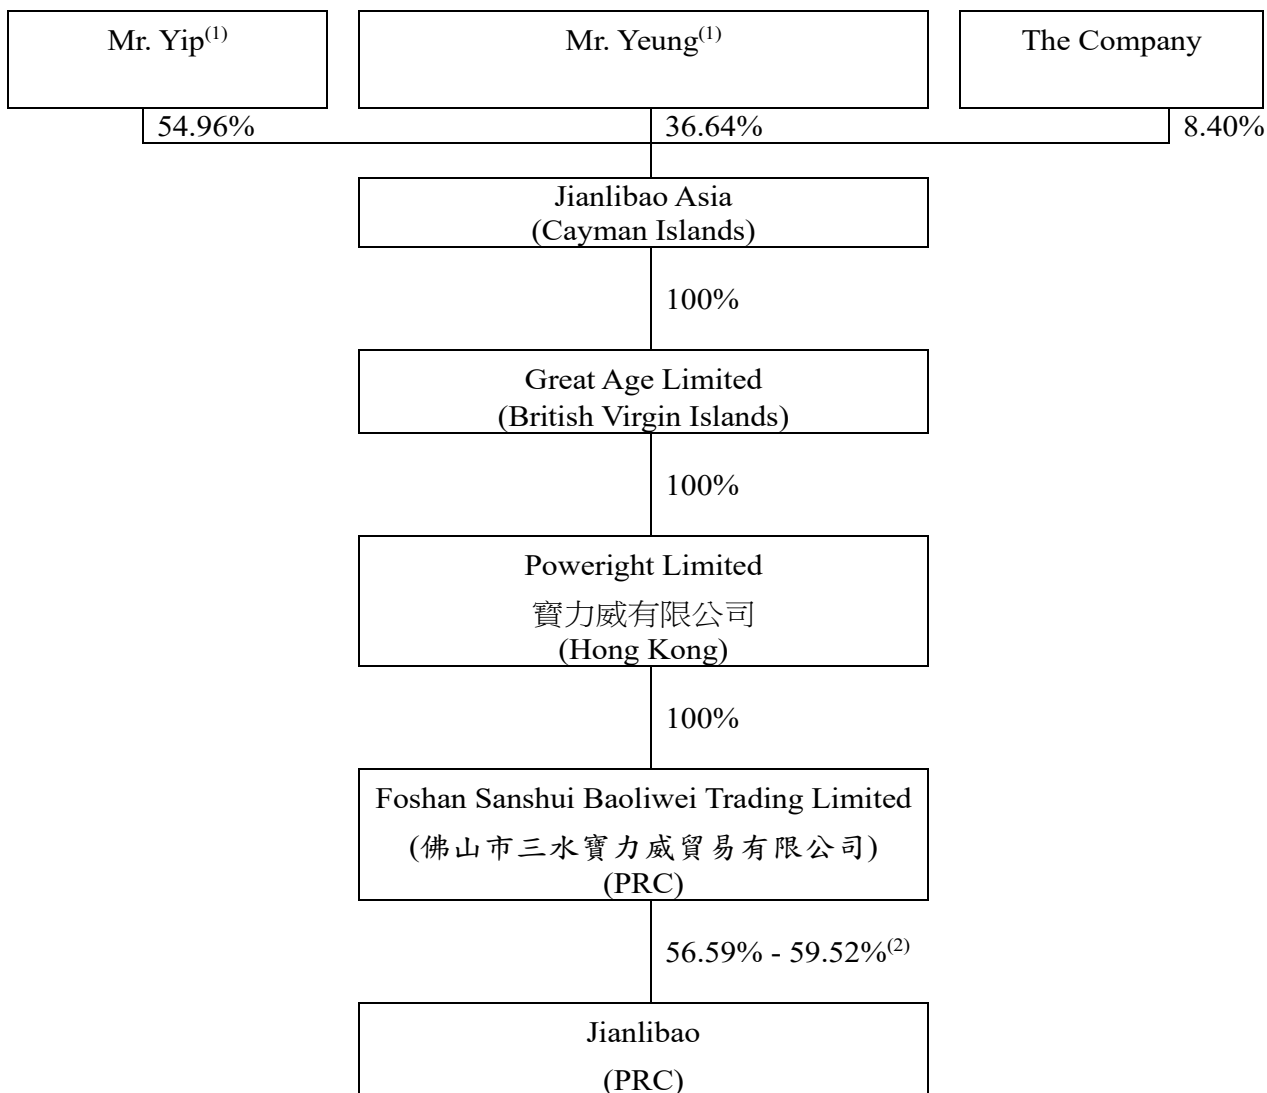 Mr. Yip(1)
Mr. Yeung(1)
The Company
54.96%
36.64%
8.40%
Jianlibao Asia
(Cayman Islands)
100%
Great Age Limited
(British Virgin Islands)
100%
Poweright Limited
寶力威有限公司
(Hong Kong)
100%
Foshan Sanshui Baoliwei Trading Limited
(佛山市三水寶力威貿易有限公司)
(PRC)
56.59% - 59.52%(2)
Jianlibao
(PRC)